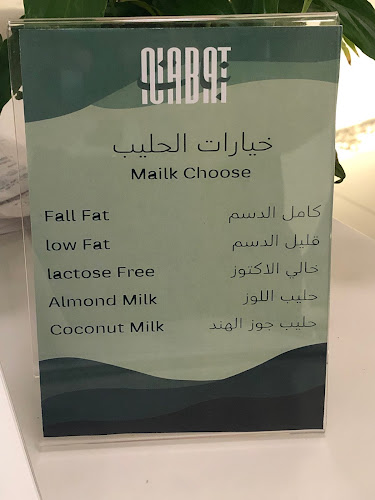 NABAT
خيارات الحليب
Mailk Choose
Fall Fat كامل الدسم
low Fat قليل الدسم
lactose Free خالي الاكتوز
Almond Milk حليب اللوز
Coconut Milk حليب جوز الهند